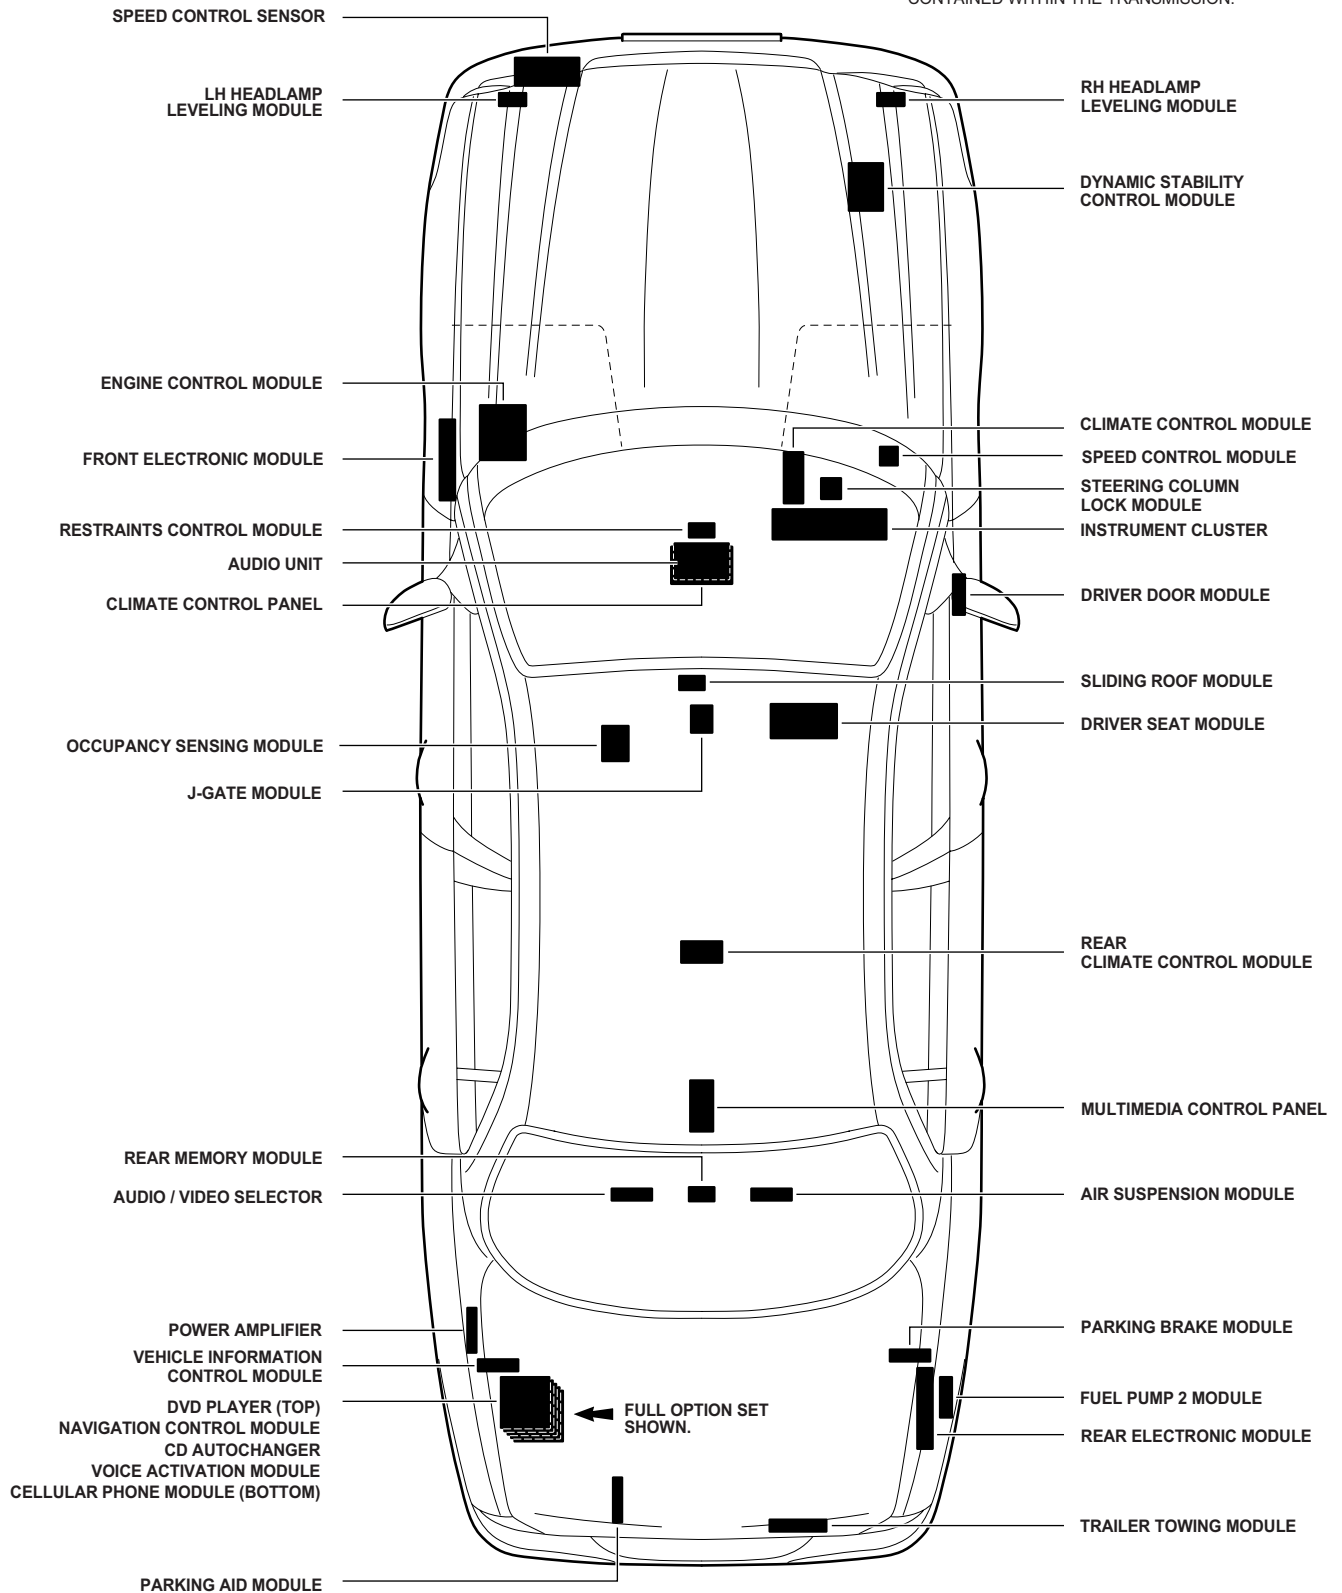 CONTAINED WITHIN THE TRANSMISSION.
SPEED CONTROL SENSOR
LH HEADLAMP
LEVELING MODULE
ENGINE CONTROL MODULE
FRONT ELECTRONIC MODULE
RESTRAINTS CONTROL MODULE
AUDIO UNIT
CLIMATE CONTROL PANEL
OCCUPANCY SENSING MODULE
J-GATE MODULE
REAR MEMORY MODULE
AUDIO / VIDEO SELECTOR
POWER AMPLIFIER
VEHICLE INFORMATION
CONTROL MODULE
DVD PLAYER (TOP)
NAVIGATION CONTROL MODULE
CD AUTOCHANGER
VOICE ACTIVATION MODULE
CELLULAR PHONE MODULE (BOTTOM)
PARKING AID MODULE
FULL OPTION SET
SHOWN.
RH HEADLAMP
LEVELING MODULE
DYNAMIC STABILITY
CONTROL MODULE
CLIMATE CONTROL MODULE
SPEED CONTROL MODULE
STEERING COLUMN
LOCK MODULE
INSTRUMENT CLUSTER
DRIVER DOOR MODULE
SLIDING ROOF MODULE
DRIVER SEAT MODULE
REAR
CLIMATE CONTROL MODULE
MULTIMEDIA CONTROL PANEL
AIR SUSPENSION MODULE
PARKING BRAKE MODULE
FUEL PUMP 2 MODULE
REAR ELECTRONIC MODULE
TRAILER TOWING MODULE